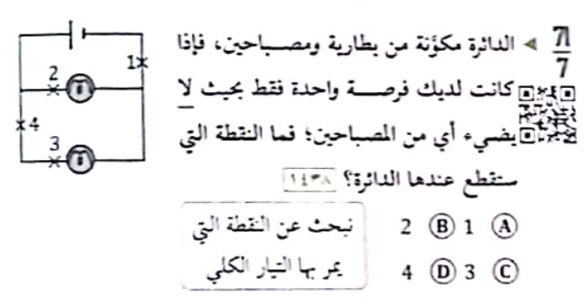 71/7 ◄ الدائرة مكوَّنة من بطارية ومصباحين، فإذا
كانت لديك فرصة واحدة فقط بحيث لا
يضيء أي من المصباحين؛ فما النقطة التي
ستقطع عندها الدائرة؟ ١٤٣٨
A 1 B 2
C 3 D 4
نبحث عن النقطة التي
يمر بها التيار الكلي
1
2
4
3